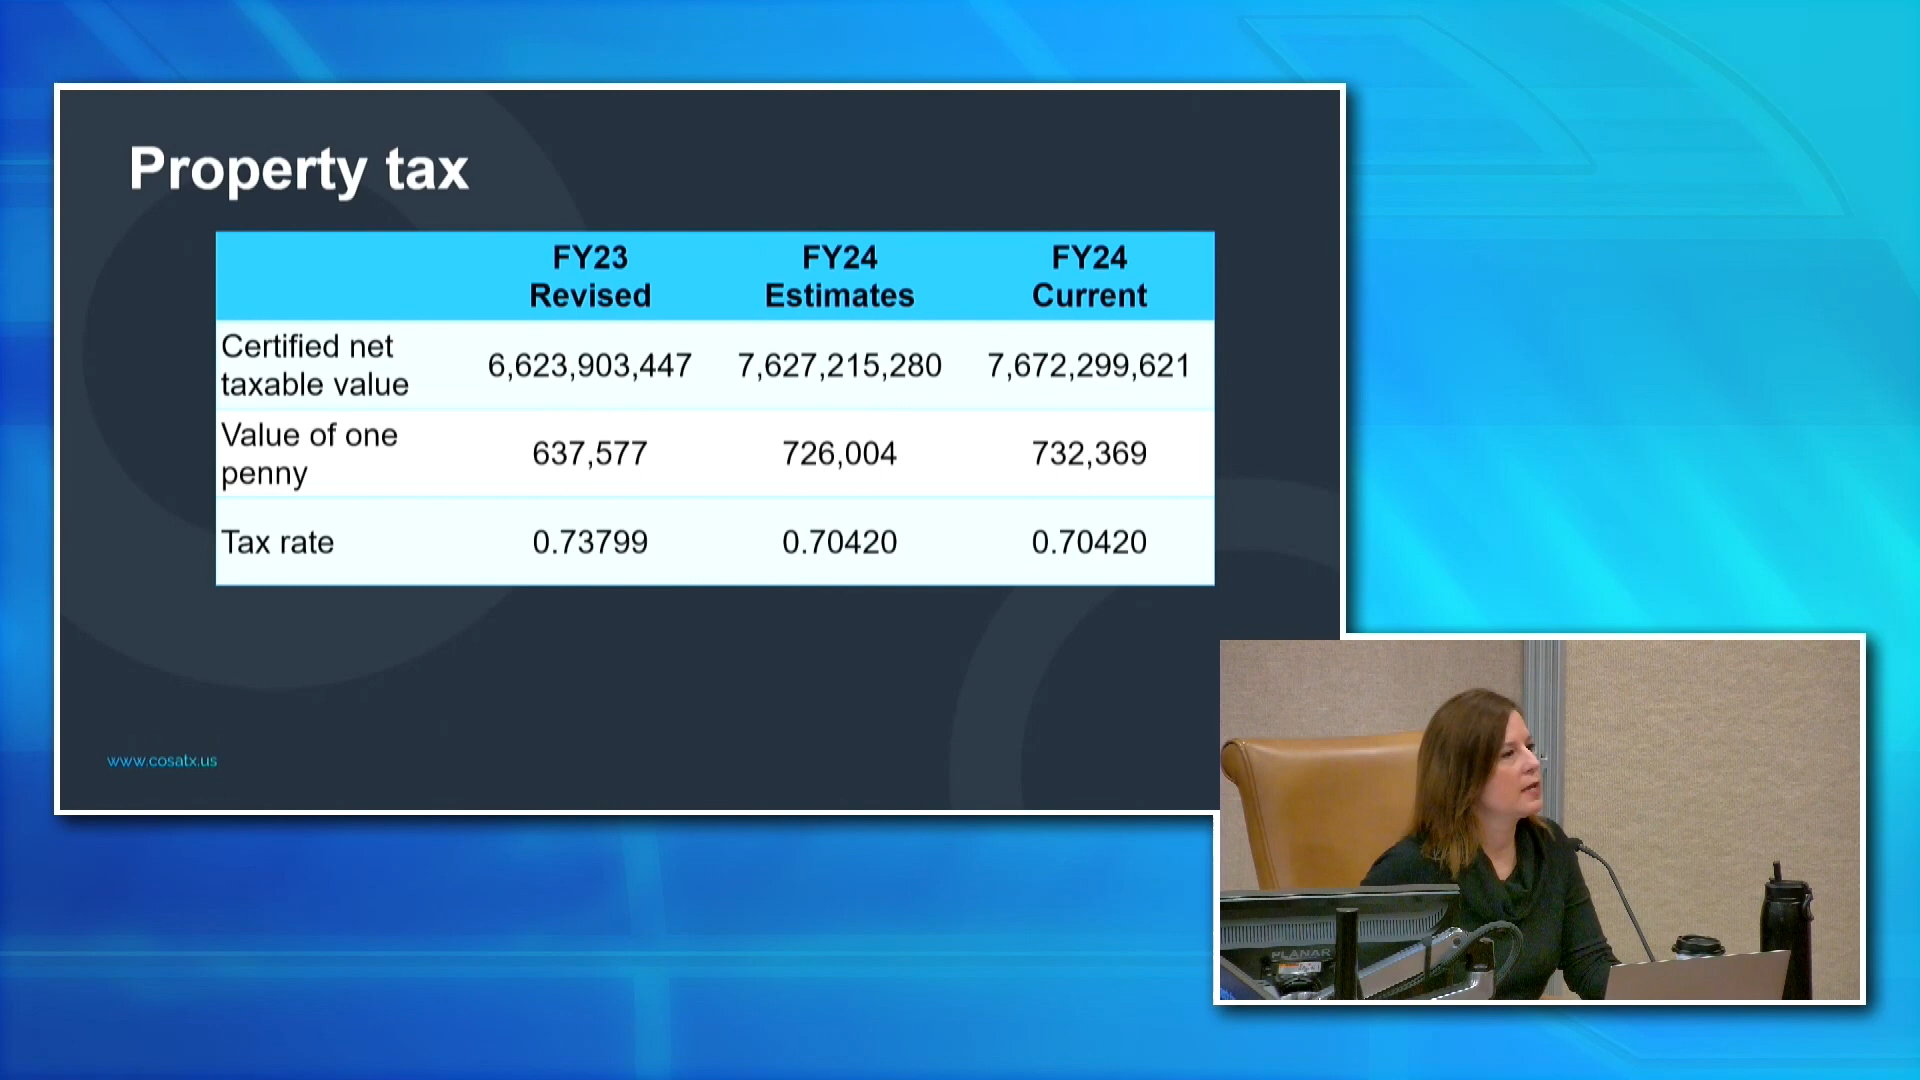 Property tax
FY23 FY24 FY24
Revised Estimates Current
Certified net
taxable value
6,623,903,447 7,627,215,280 7,672,299,621
Value of one
penny
637,577 726,004 732,369
Tax rate 0.73799 0.70420 0.70420
www.cosatx.us
PLANAR